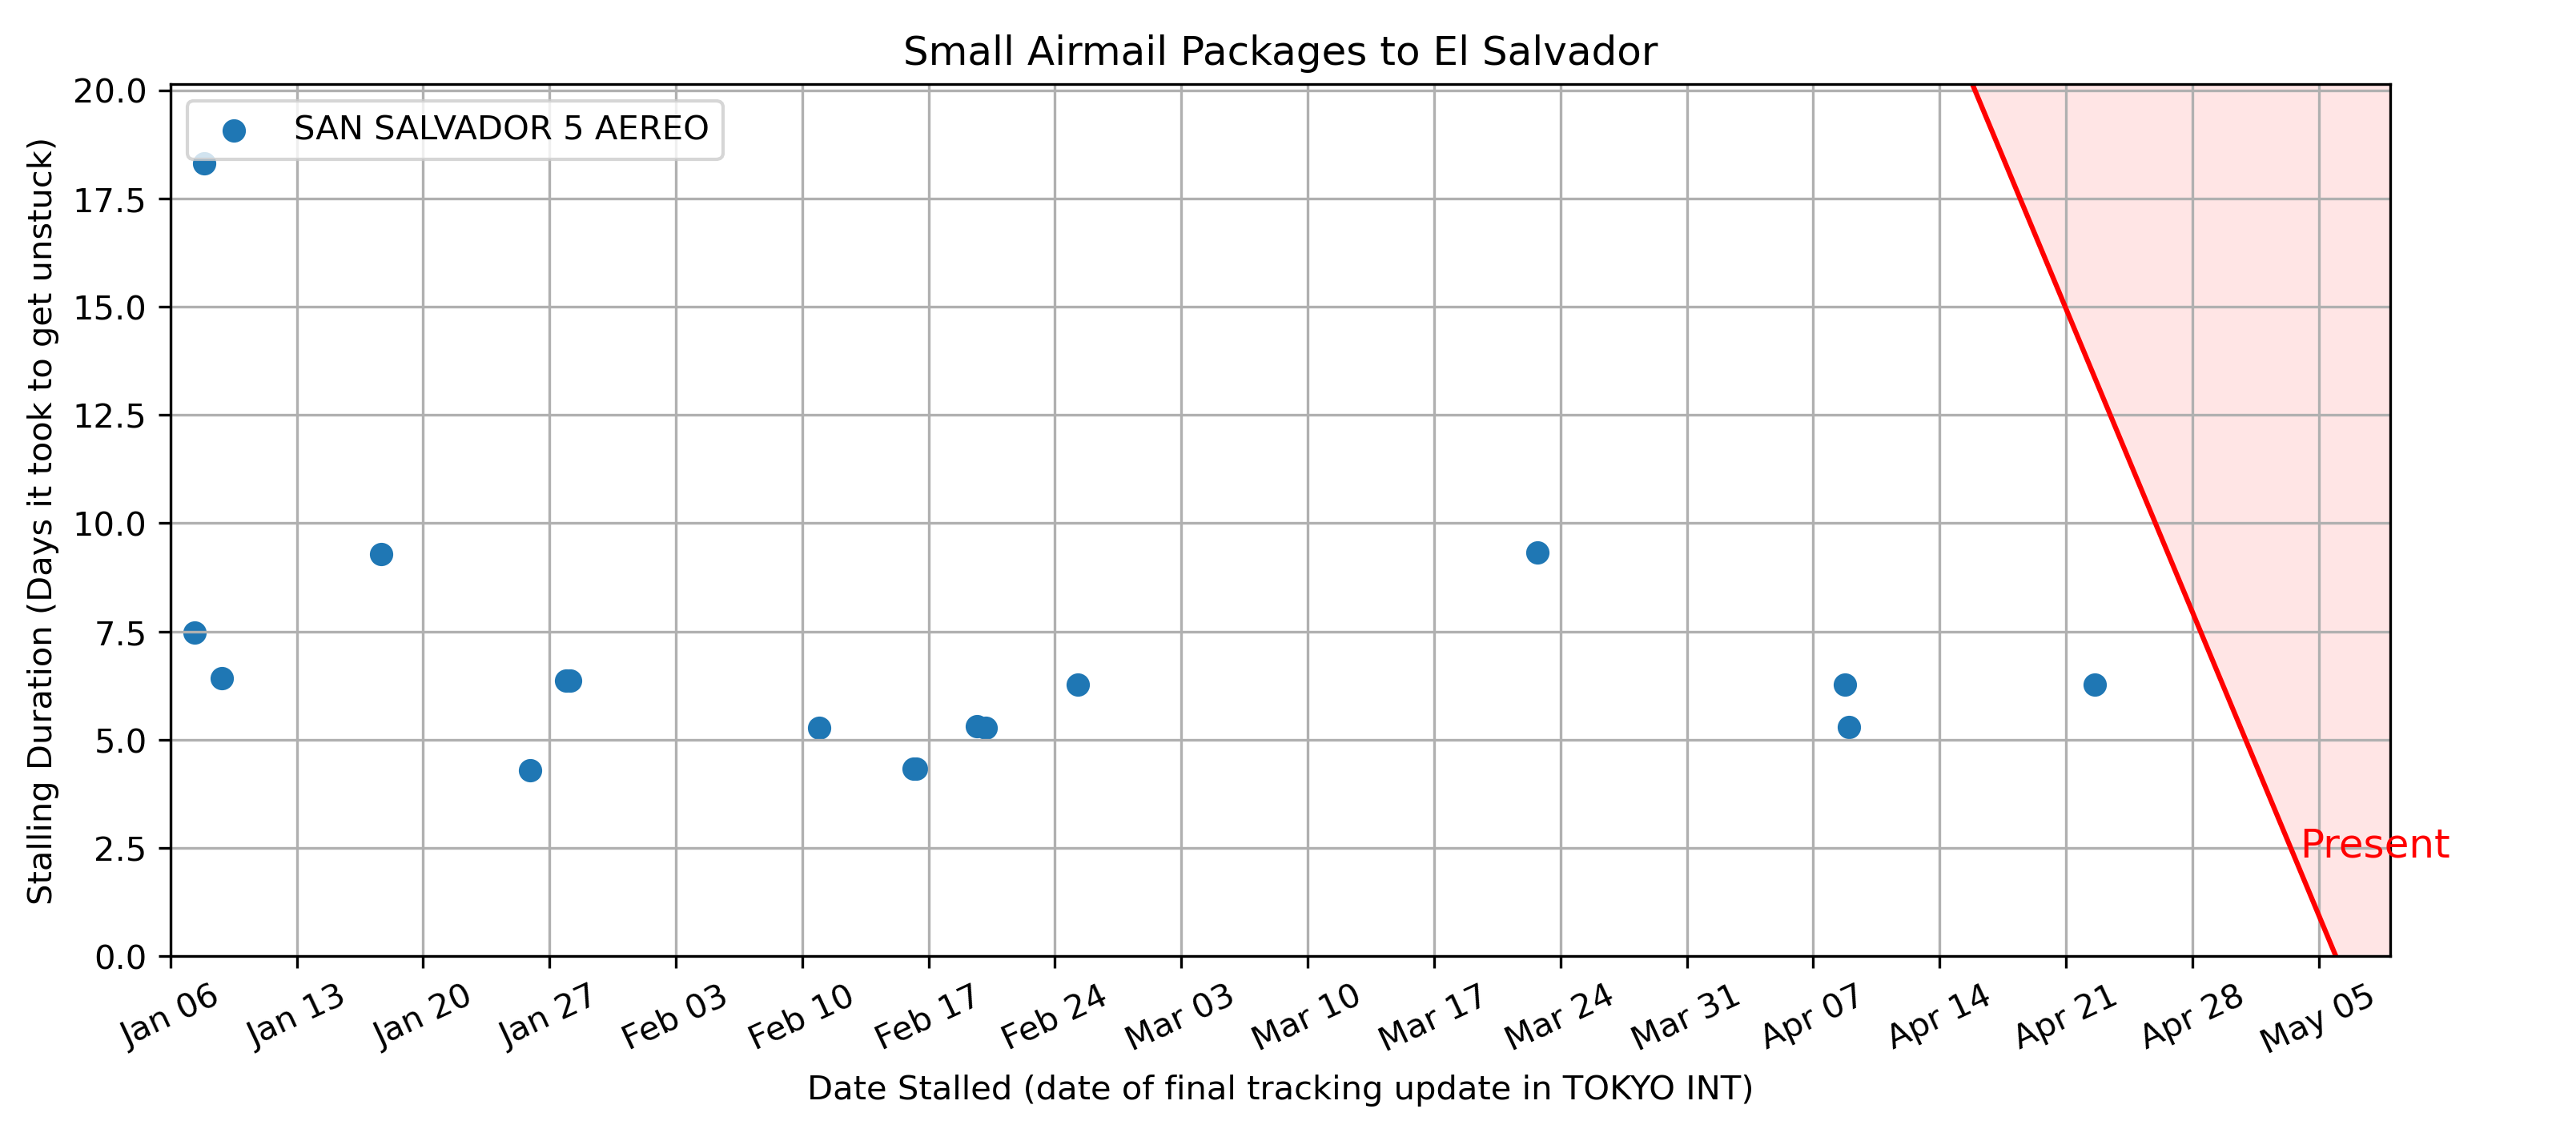 Small Airmail Packages to El Salvador
SAN SALVADOR 5 AEREO
Stalling Duration (Days it took to get unstuck)
20.0
17.5
15.0
12.5
10.0
7.5
5.0
2.5
0.0
Present
Jan 06 Jan 13 Jan 20 Jan 27 Feb 03 Feb 10 Feb 17 Feb 24 Mar 03 Mar 10 Mar 17 Mar 24 Mar 31 Apr 07 Apr 14 Apr 21 Apr 28 May 05
Date Stalled (date of final tracking update in TOKYO INT)